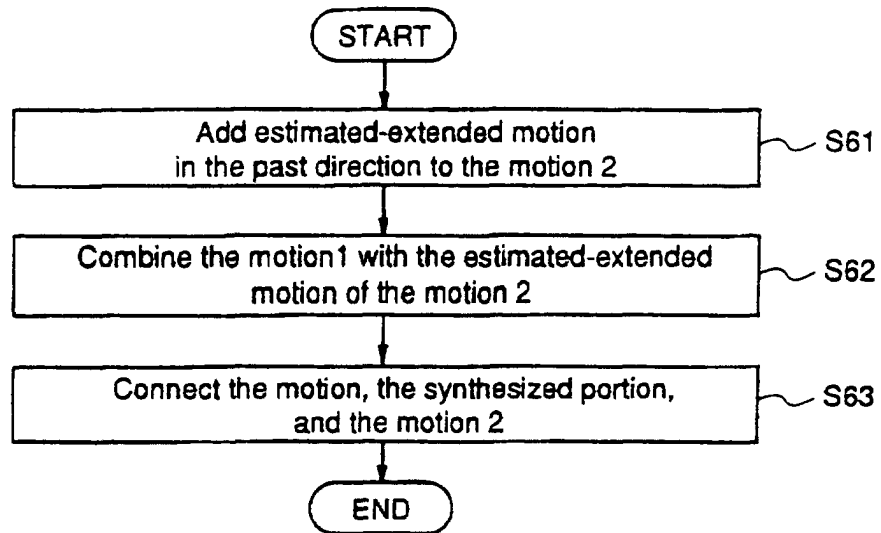 START
Add estimated-extended motion
in the past direction to the motion 2
S61
Combine the motion1 with the estimated-extended
motion of the motion 2
S62
Connect the motion, the synthesized portion,
and the motion 2
S63
END